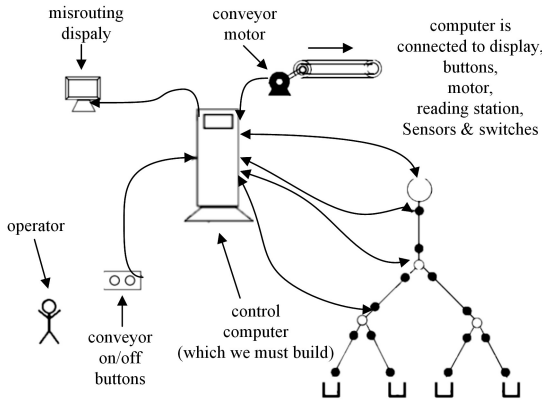 misrouting
dispaly
conveyor
motor
computer is
connected to display,
buttons,
motor,
reading station,
Sensors & switches
operator
conveyor
on/off
buttons
control
computer
(which we must build)